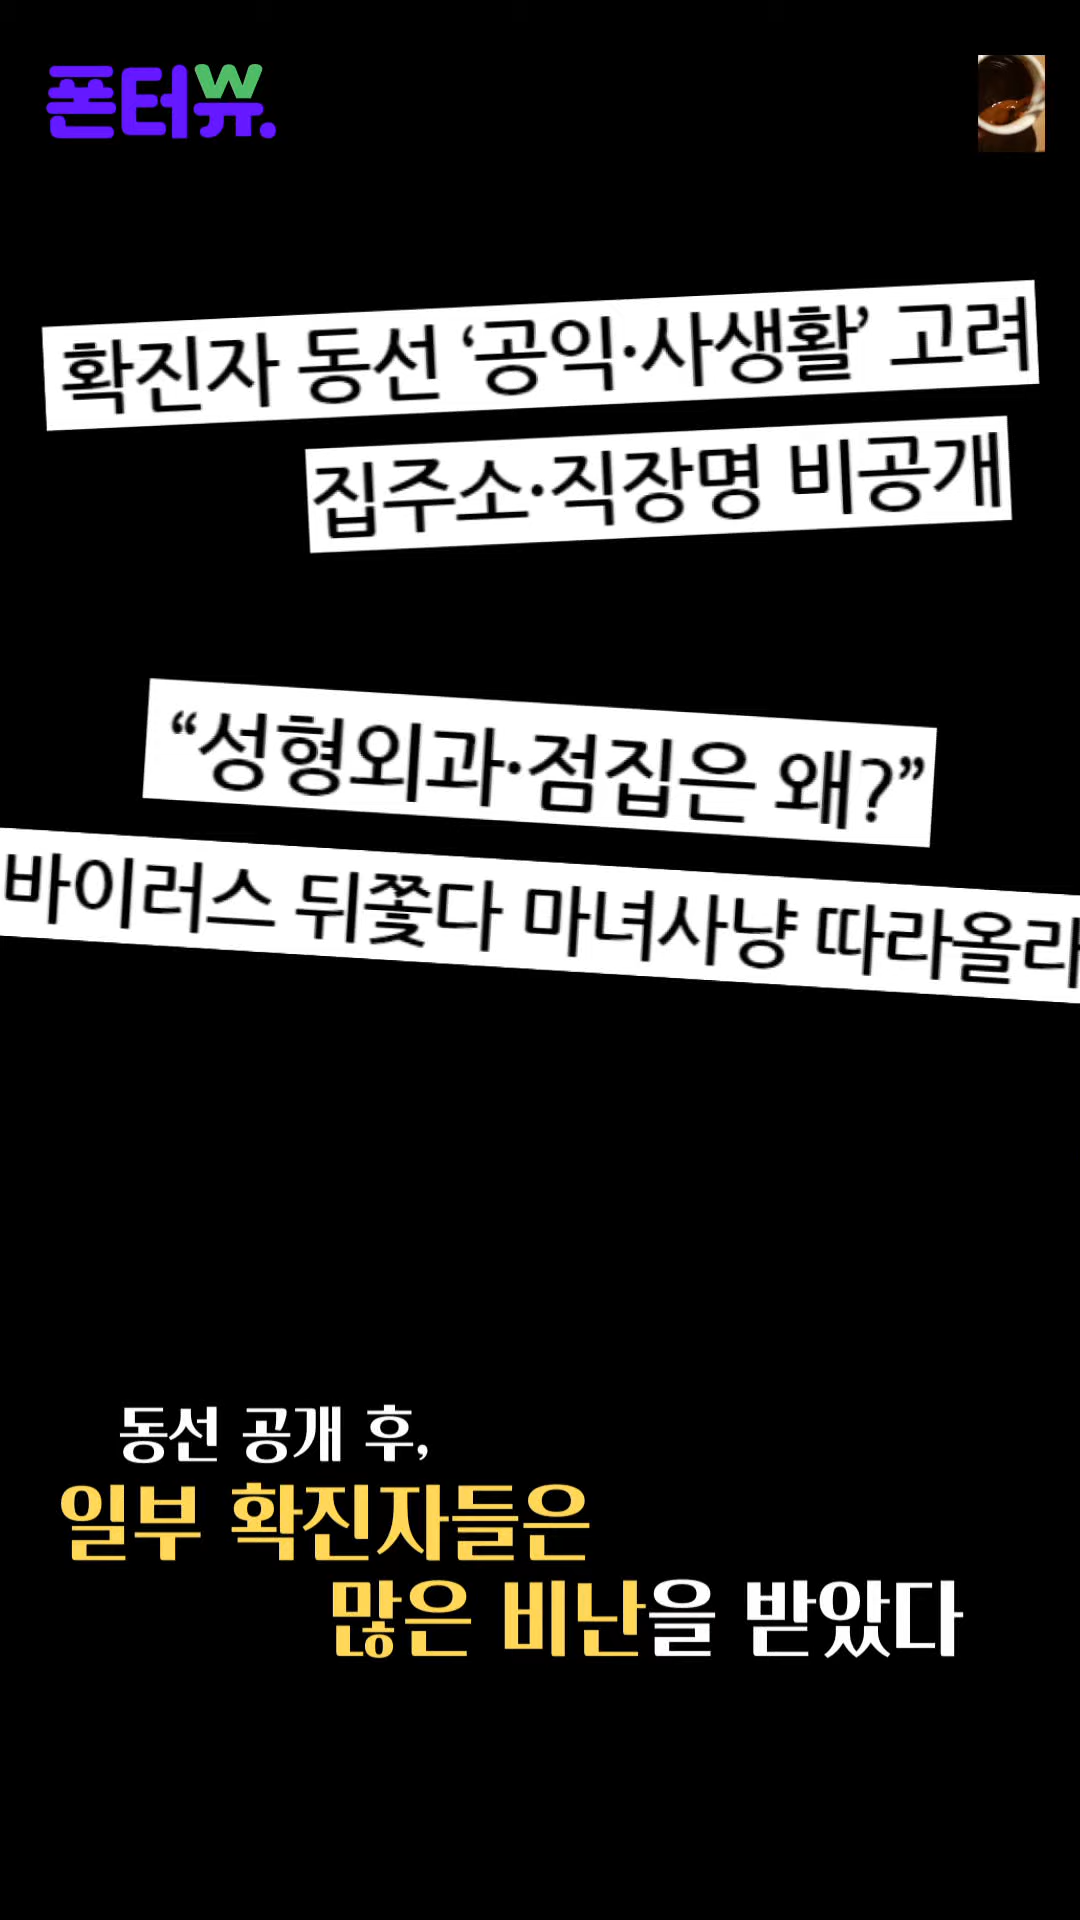 폰터뷰.
확진자 동선 ‘공익·사생활’ 고려
집주소·직장명 비공개
“성형외과·점집은 왜?”
바이러스 뒤쫓다 마녀사냥 따라올라
동선 공개 후,
일부 확진자들은
많은 비난을 받았다